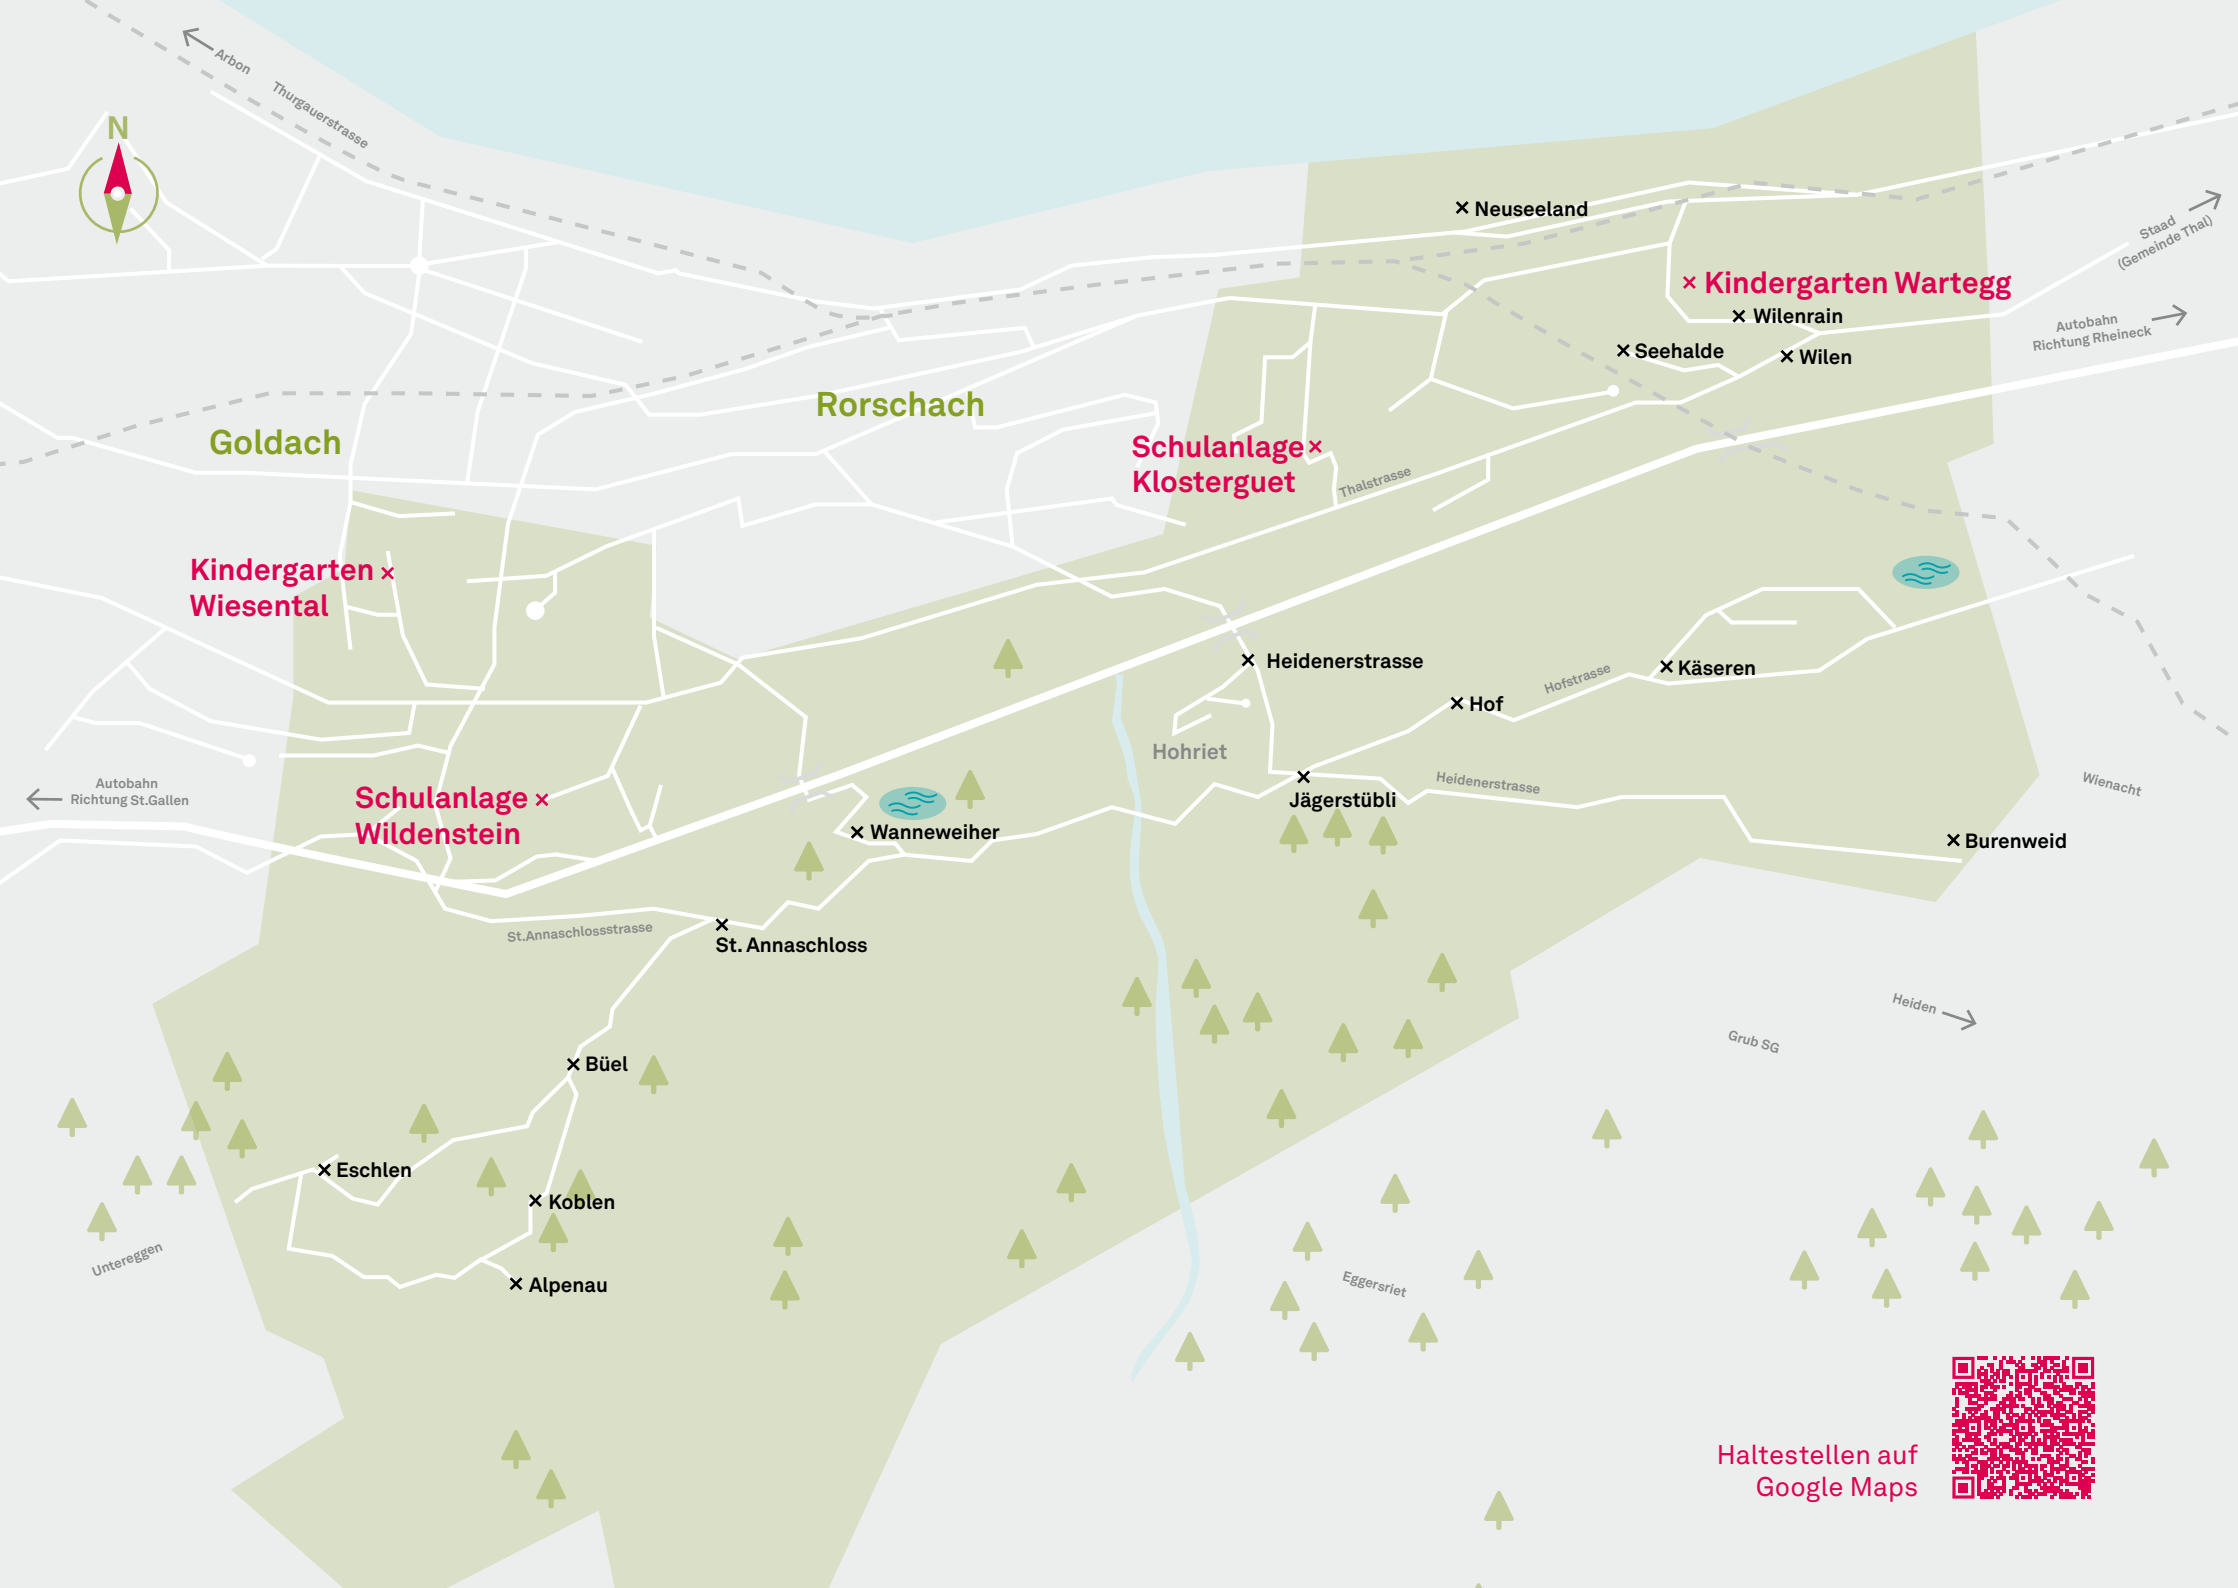 Arbon
Thurgauerstrasse
N
Neuseeland
Staad
(Gemeinde Thal)
Kindergarten Wartegg
Wilenrain
Autobahn
Richtung Rheineck
Seehalde
Wilen
Rorschach
Goldach
Schulanlage
Klosterguet
Thalstrasse
Kindergarten
Wiesental
Heidenerstrasse
Käseren
Hofstrasse
Hof
Hohriet
Autobahn
Richtung St.Gallen
Heidenerstrasse
Wienacht
Schulanlage
Wildenstein
Jägerstübli
Wanneweiher
Burenweid
St.Annaschlossstrasse
St. Annaschloss
Heiden
Grub SG
Büel
Eschlen
Koblen
Untereggen
Alpenau
Eggersriet
Haltestellen auf
Google Maps